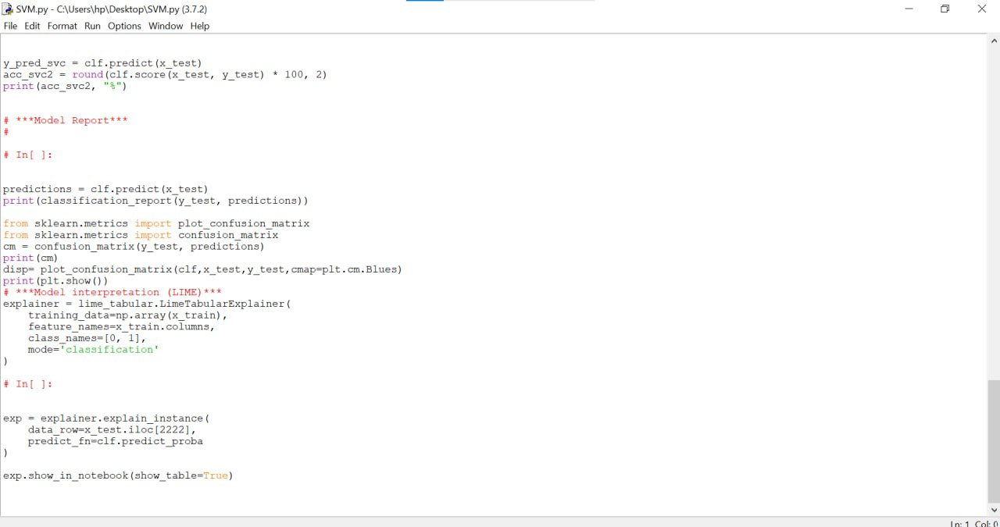 SVM.py - C:\Users\hp\Desktop\SVM.py (3.7.2)
File Edit Format Run Options Window Help
y_pred_svc = clf.predict(x_test)
acc_svc2 = round(clf.score(x_test, y_test) * 100, 2)
print(acc_svc2, "%")
# ***Model Report***
#
# In[ ]:
predictions = clf.predict(x_test)
print(classification_report(y_test, predictions))
from sklearn.metrics import plot_confusion_matrix
from sklearn.metrics import confusion_matrix
cm = confusion_matrix(y_test, predictions)
print(cm)
disp= plot_confusion_matrix(clf,x_test,y_test,cmap=plt.cm.Blues)
print(plt.show())
# ***Model interpretation (LIME)***
explainer = lime_tabular.LimeTabularExplainer(
    training_data=np.array(x_train),
    feature_names=x_train.columns,
    class_names=[0, 1],
    mode='classification'
)
# In[ ]:
exp = explainer.explain_instance(
    data_row=x_test.iloc[2222],
    predict_fn=clf.predict_proba
)
exp.show_in_notebook(show_table=True)
Ln: 1 Col: 0